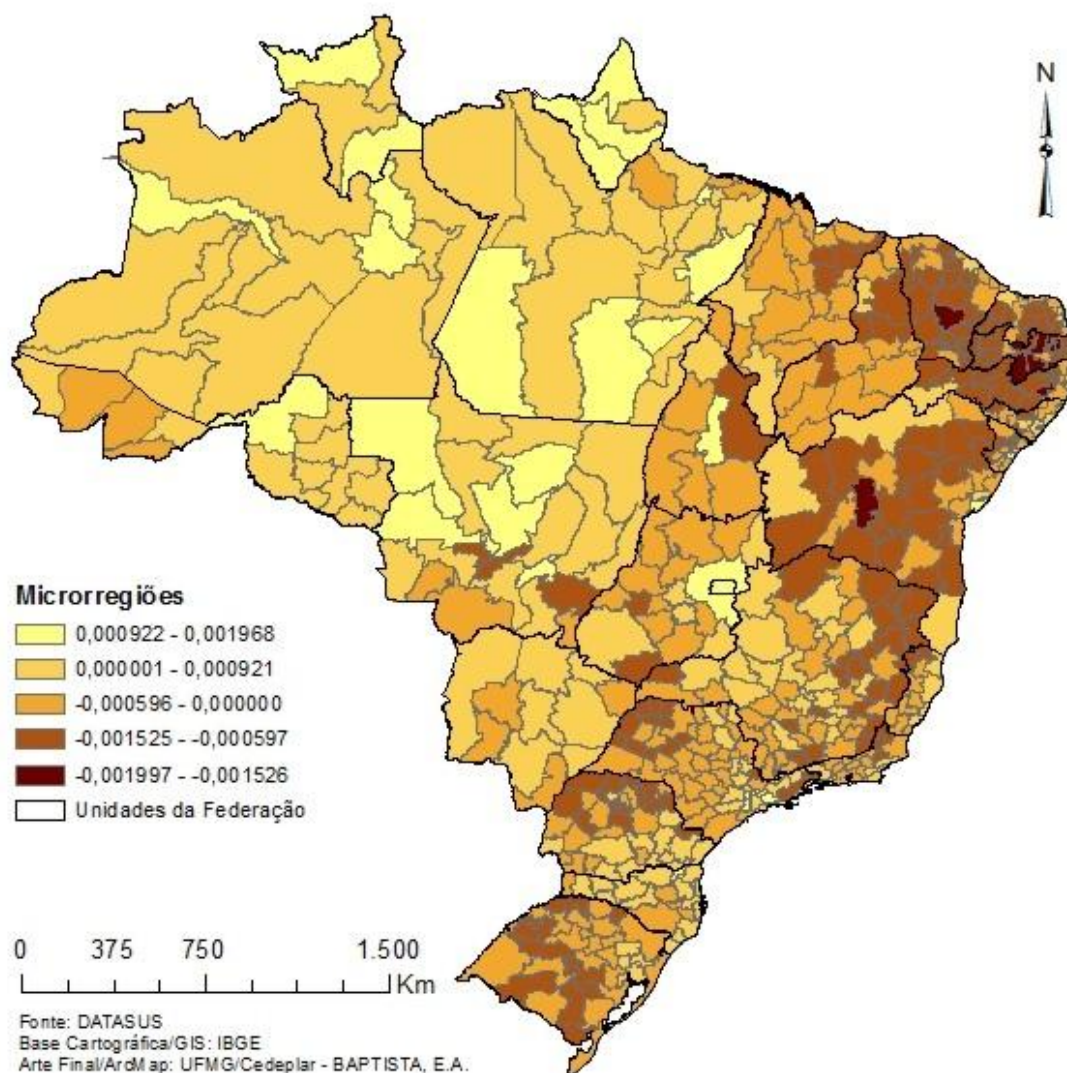 N
Microrregiões
0,000922 - 0,001968
0,000001 - 0,000921
-0,000596 - 0,000000
-0,001525 - -0,000597
-0,001997 - -0,001526
Unidades da Federação
0 375 750 1.500
Km
Fonte: DATASUS
Base Cartográfica/GIS: IBGE
Arte Final/ArcMap: UFMG/Cedeplar - BAPTISTA, E.A.